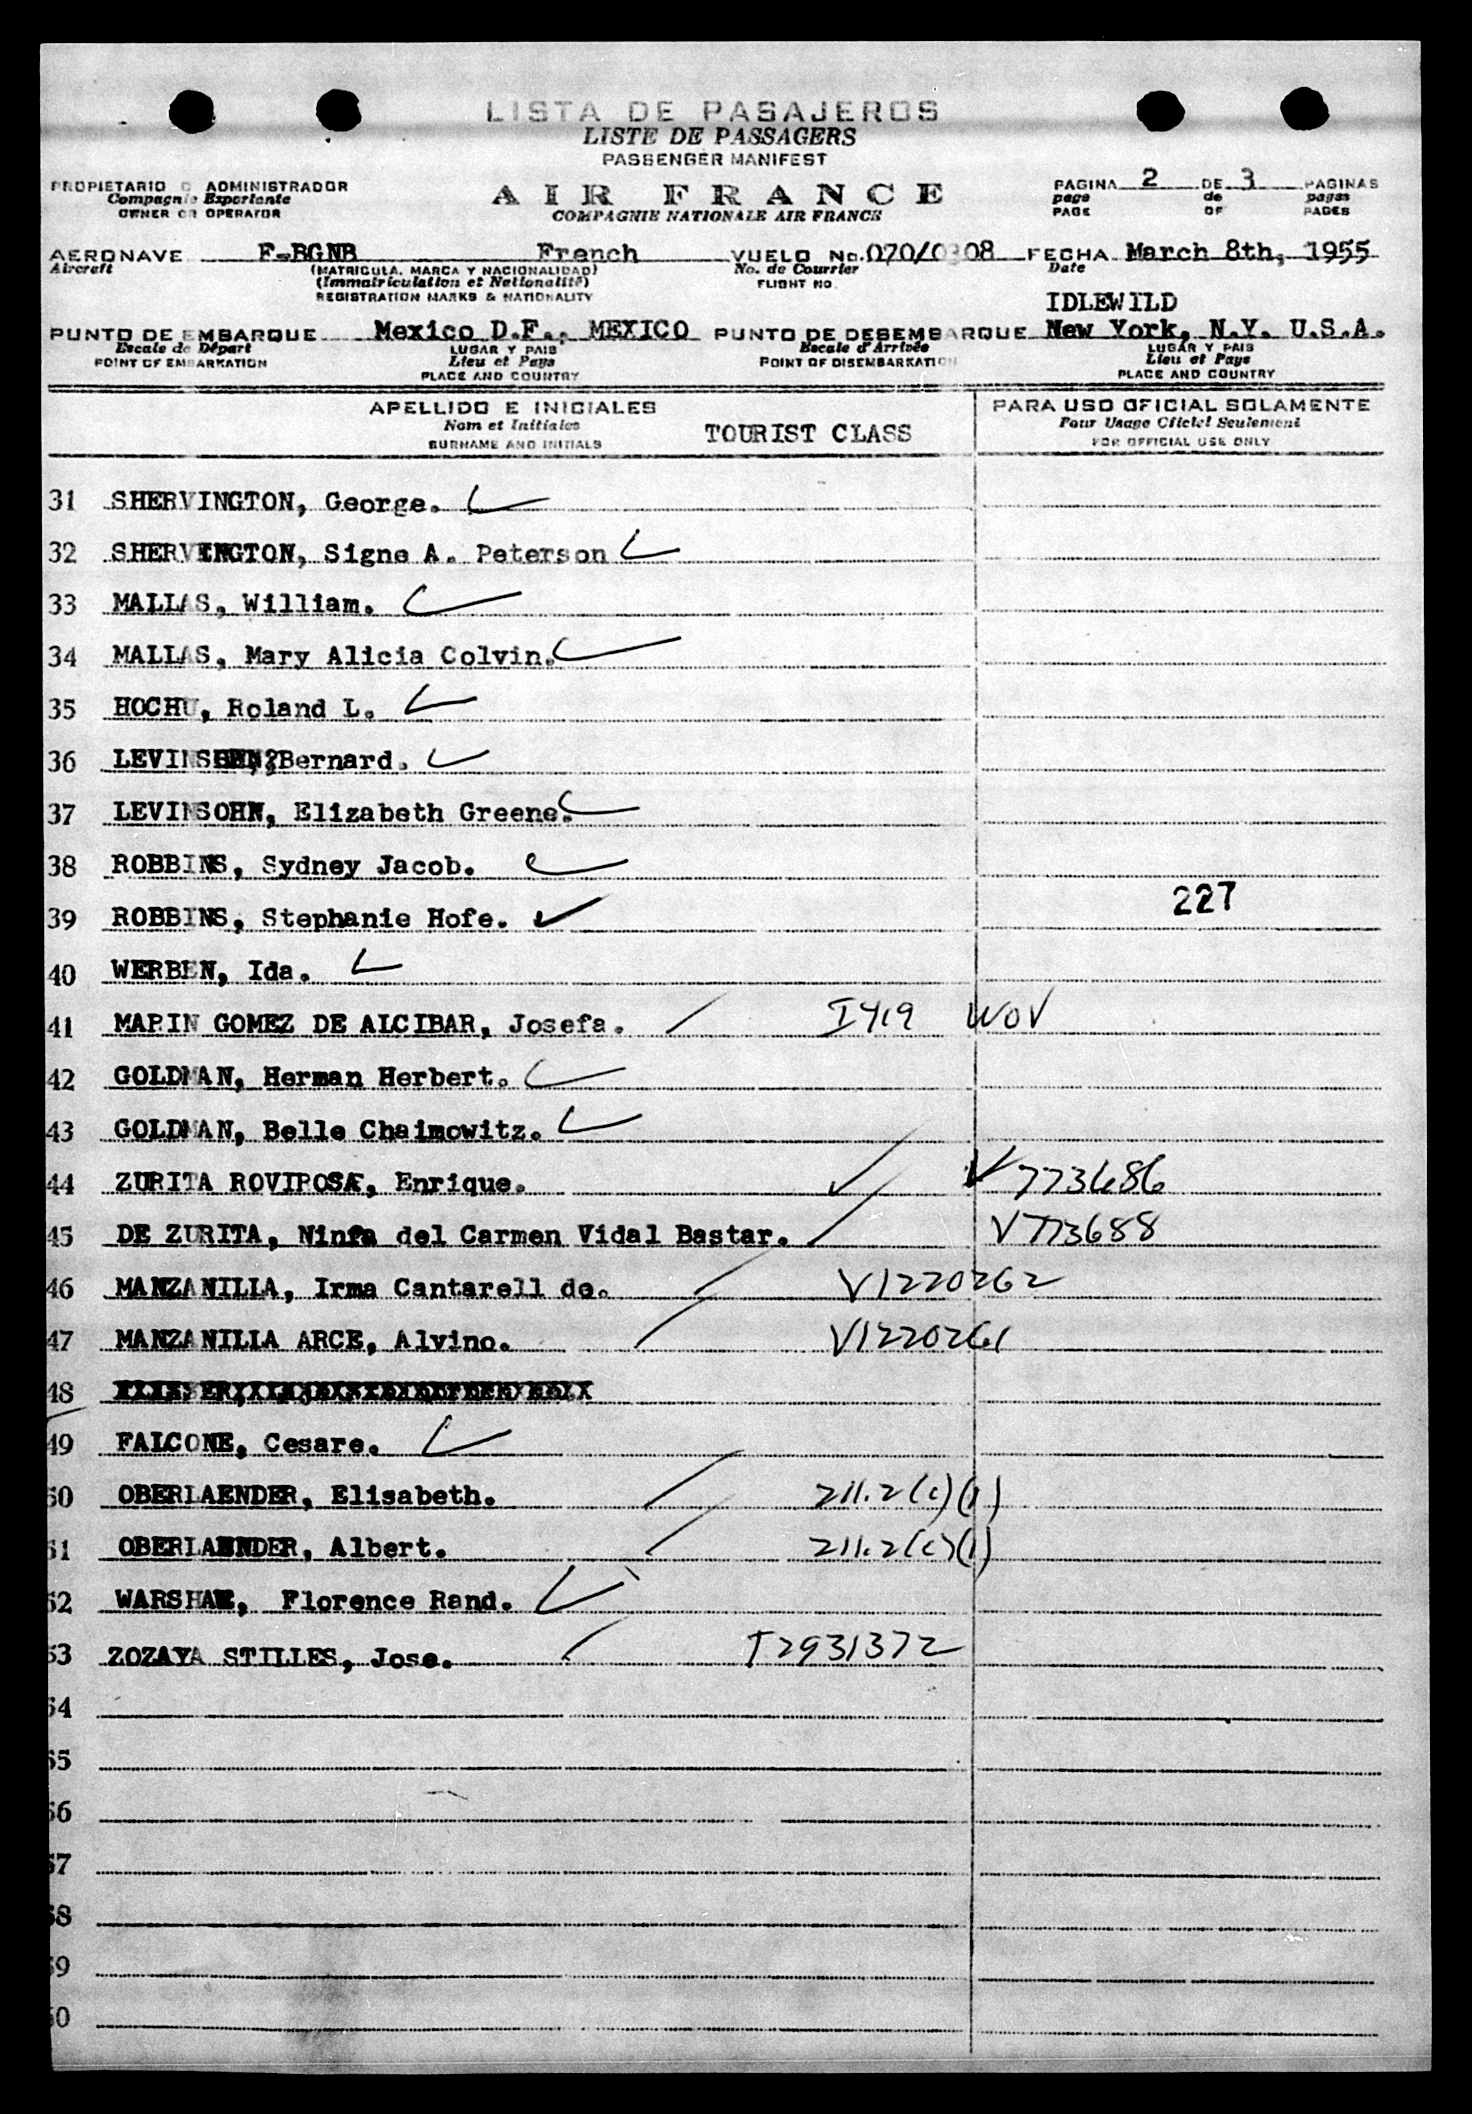 LISTA DE PASAJEROS
LISTE DE PASSAGERS
PASSENGER MANIFEST
PROPIETARIO O ADMINISTRADOR
Compagnie Exportante
OWNER OR OPERATOR
AIR FRANCE
COMPAGNIE NATIONALE AIR FRANCE
PAGINA 2 DE 3 PAGINAS
page de pages
PAGE OF PAGES
AERONAVE F-BGNB French VUELO No. 070/0308 FECHA March 8th, 1955
Aircraft (MATRICULA, MARCA Y NACIONALIDAD) No. de Courrier Date
(Immatriculation et Nationalité) FLIGHT NO.
REGISTRATION MARKS & NATIONALITY
IDLEWILD
PUNTO DE EMBARQUE Mexico D.F., MEXICO PUNTO DE DESEMBARQUE New York, N.Y. U.S.A.
Escale de Départ LUGAR Y PAIS Escale d'Arrivée LUGAR Y PAIS
POINT OF EMBARKATION Lieu et Pays POINT OF DISEMBARKATION Lieu et Pays
PLACE AND COUNTRY PLACE AND COUNTRY
APELLIDO E INICIALES PARA USO OFICIAL SOLAMENTE
Nom et Initiales TOURIST CLASS Pour Usage Officiel Seulement
SURNAME AND INITIALS FOR OFFICIAL USE ONLY
31 SHERVINGTON, George.
32 SHERVINGTON, Signe A. Peterson
33 MALLAS, William.
34 MALLAS, Mary Alicia Colvin.
35 HOCHU, Roland L.
36 Bernard.
37 LEVINSOHN, Elizabeth Greene.
38 ROBBINS, Sydney Jacob.
227
39 ROBBINS, Stephanie Hofe.
40 WERBEN, Ida.
41 MARIN GOMEZ DE ALCIBAR, Josefa. I419 WOV
42 GOLDMAN, Herman Herbert.
43 GOLDMAN, Belle Chaimowitz.
44 ZURITA ROVIROSA, Enrique. V773686
45 DE ZURITA, Ninfa del Carmen Vidal Bastar. V773688
46 MANZANILLA, Irma Cantarell de. V1220262
47 MANZANILLA ARCE, Alvino. V1220261
48
49 FALCONE, Cesare.
50 OBERLAENDER, Elisabeth. 211.2(c)(1)
51 OBERLAENDER, Albert. 211.2(c)(1)
52 WARSHAW, Florence Rand.
53 ZOZAYA STILLES, Jose. T2931372
54
55
56
57
58
59
60